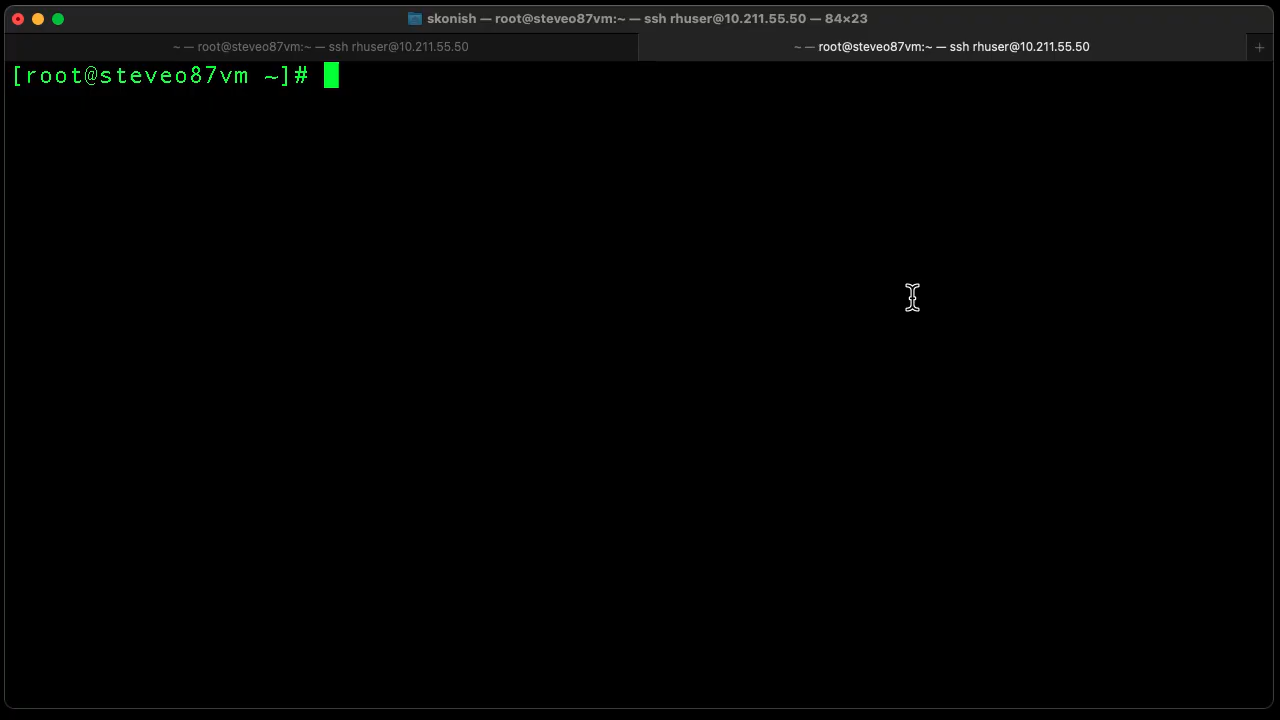 skonish — root@steveo87vm:~ — ssh rhuser@10.211.55.50 — 84×23
~ — root@steveo87vm:~ — ssh rhuser@10.211.55.50
~ — root@steveo87vm:~ — ssh rhuser@10.211.55.50
+
[root@steveo87vm ~]#